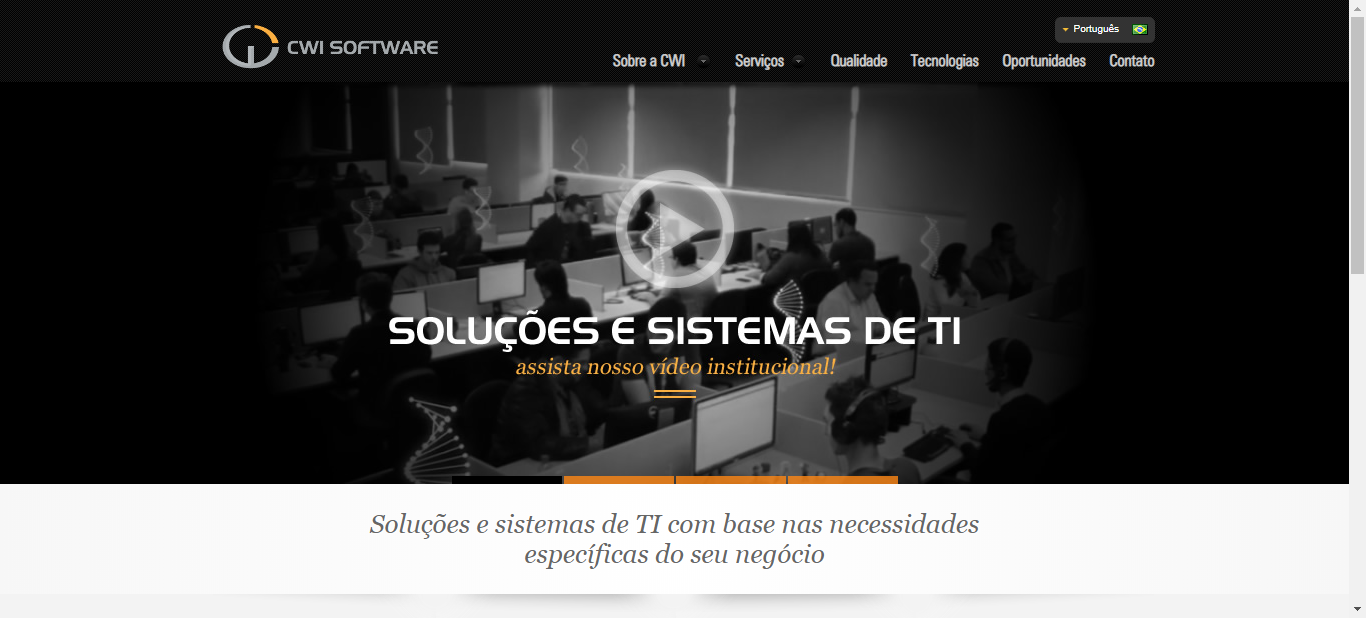 CWI SOFTWARE
Português
Sobre a CWI Serviços Qualidade Tecnologias Oportunidades Contato
SOLUÇÕES E SISTEMAS DE TI
assista nosso vídeo institucional!
Soluções e sistemas de TI com base nas necessidades
específicas do seu negócio